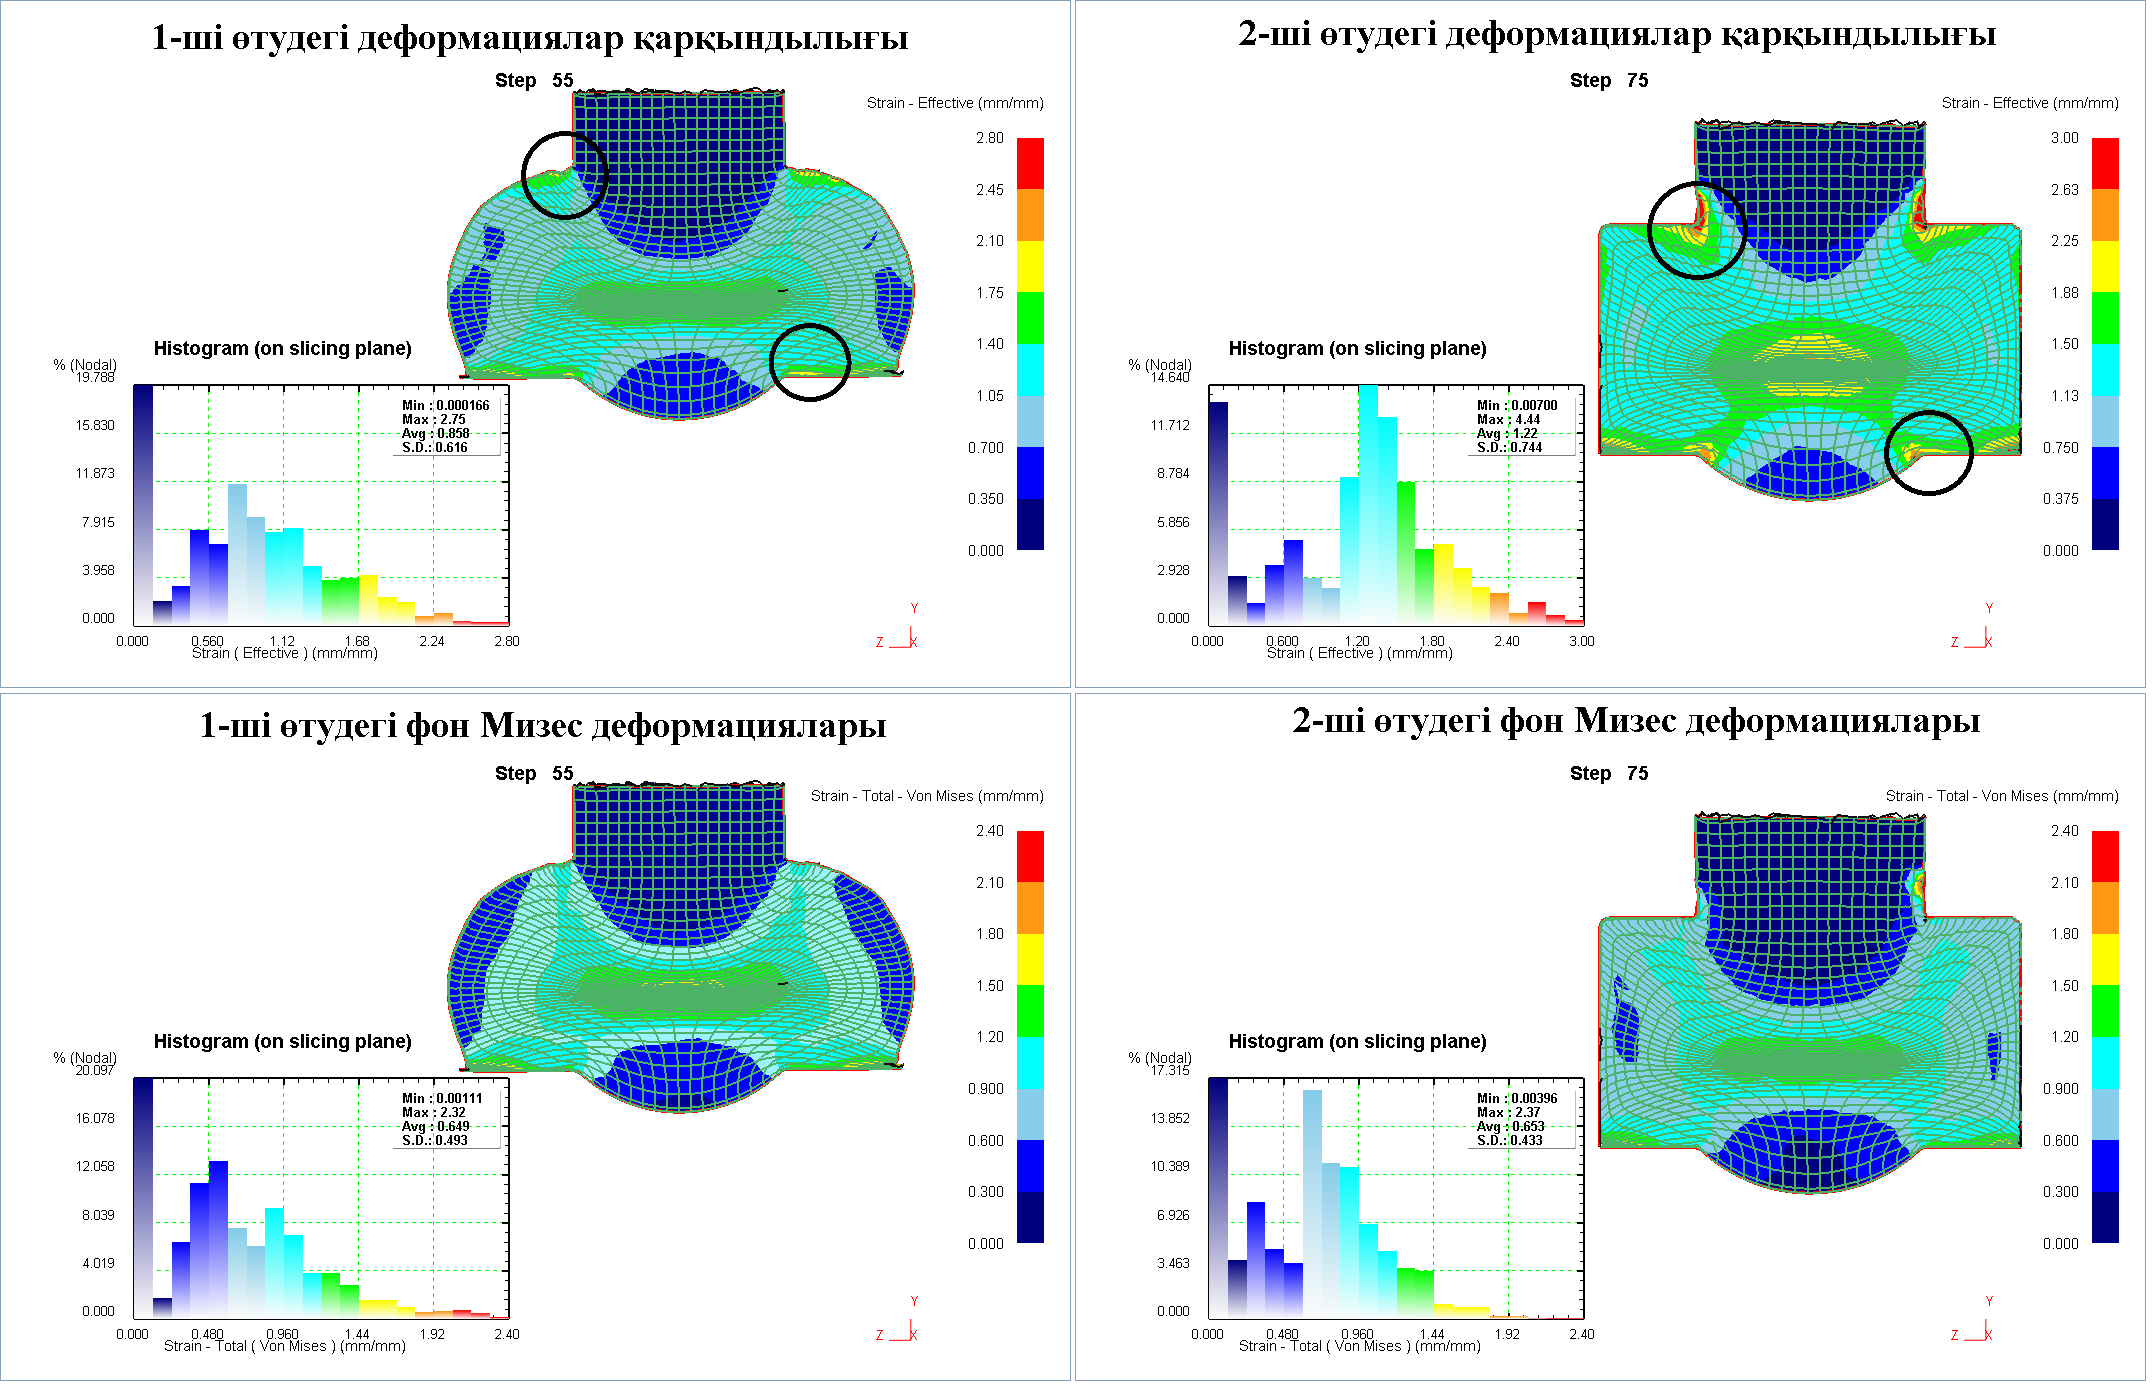 1-ші өтудегі деформациялар қарқындылығы
Step 55
Strain - Effective (mm/mm)
2.80
2.45
2.10
1.75
1.40
1.05
0.700
0.350
0.000
Histogram (on slicing plane)
% (Nodal)
19.788
15.830
11.873
7.915
3.958
0.000
Min : 0.000166
Max : 2.75
Avg : 0.858
S.D.: 0.616
0.000 0.560 1.12 1.68 2.24 2.80
Strain ( Effective ) (mm/mm)
Y
Z X
2-ші өтудегі деформациялар қарқындылығы
Step 75
Strain - Effective (mm/mm)
3.00
2.63
2.25
1.88
1.50
1.13
0.750
0.375
0.000
Histogram (on slicing plane)
% (Nodal)
14.640
11.712
8.784
5.856
2.928
0.000
Min : 0.00700
Max : 4.44
Avg : 1.22
S.D.: 0.744
0.000 0.600 1.20 1.80 2.40 3.00
Strain ( Effective ) (mm/mm)
Y
Z X
1-ші өтудегі фон Мизес деформациялары
Step 55
Strain - Total - Von Mises (mm/mm)
2.40
2.10
1.80
1.50
1.20
0.900
0.600
0.300
0.000
Histogram (on slicing plane)
% (Nodal)
20.097
16.078
12.058
8.039
4.019
0.000
Min : 0.00111
Max : 2.32
Avg : 0.649
S.D.: 0.493
0.000 0.480 0.960 1.44 1.92 2.40
Strain - Total ( Von Mises ) (mm/mm)
Y
Z X
2-ші өтудегі фон Мизес деформациялары
Step 75
Strain - Total - Von Mises (mm/mm)
2.40
2.10
1.80
1.50
1.20
0.900
0.600
0.300
0.000
Histogram (on slicing plane)
% (Nodal)
17.315
13.852
10.389
6.926
3.463
0.000
Min : 0.00396
Max : 2.37
Avg : 0.653
S.D.: 0.433
0.000 0.480 0.960 1.44 1.92 2.40
Strain - Total ( Von Mises ) (mm/mm)
Y
Z X